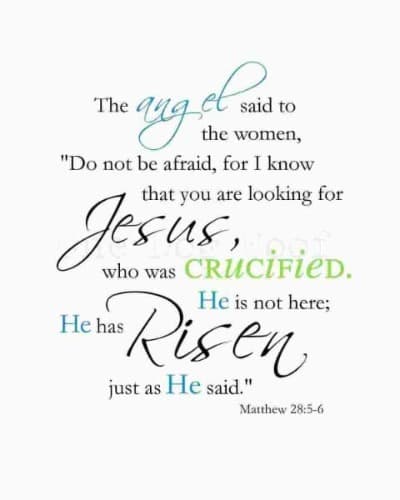 The angel said to
the women,
"Do not be afraid, for I know
that you are looking for
Jesus,
who was CRUCiFiED.
He is not here;
He has Risen
just as He said."
Matthew 28:5-6